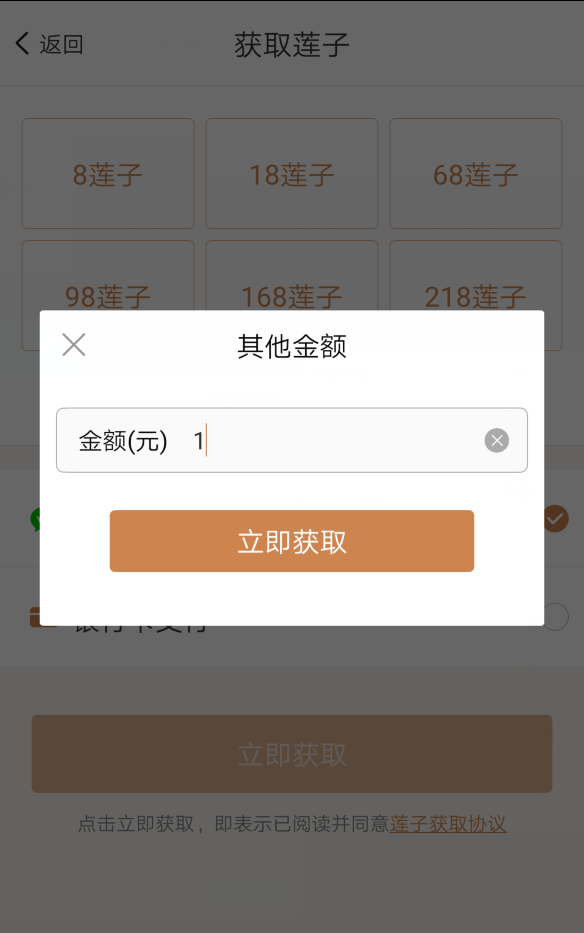 返回
获取莲子
8莲子
18莲子
68莲子
98莲子
168莲子
218莲子
其他金额
金额(元) 1
立即获取
银行卡支付
立即获取
点击立即获取，即表示已阅读并同意莲子获取协议